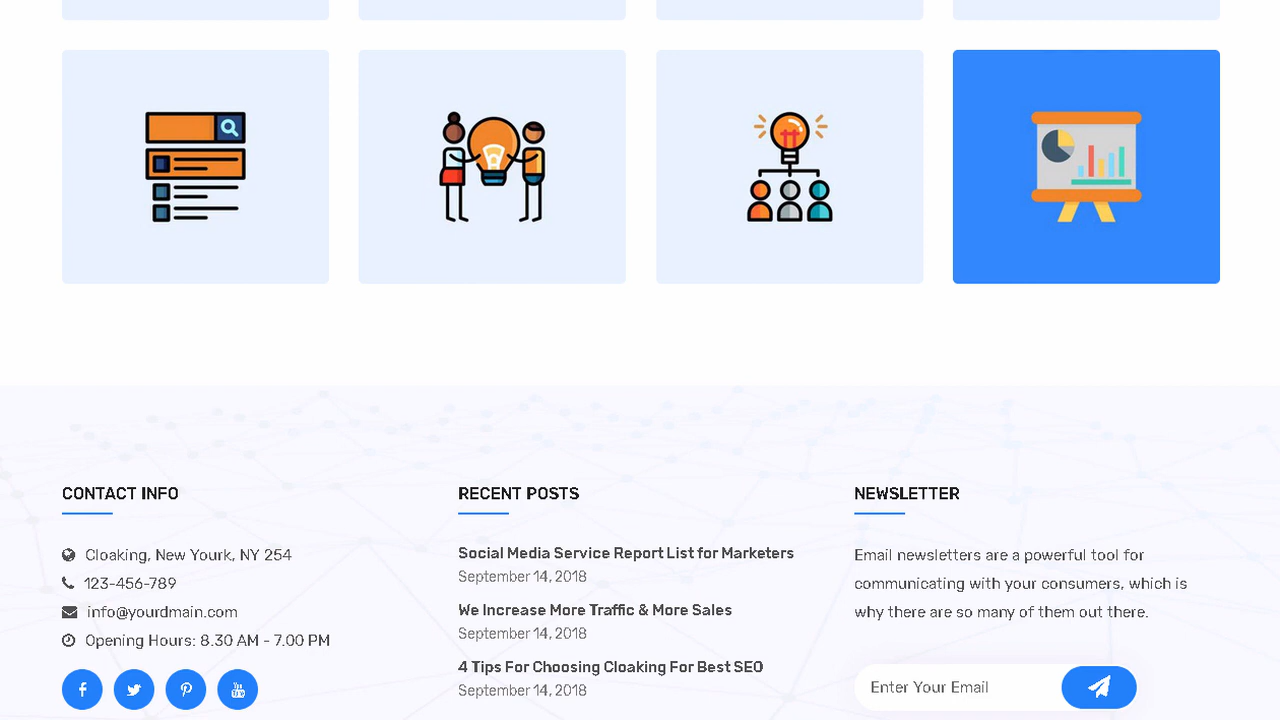 CONTACT INFO
Cloaking, New Yourk, NY 254
123-456-789
info@yourdmain.com
Opening Hours: 8.30 AM - 7.00 PM
RECENT POSTS
Social Media Service Report List for Marketers
September 14, 2018
We Increase More Traffic & More Sales
September 14, 2018
4 Tips For Choosing Cloaking For Best SEO
September 14, 2018
NEWSLETTER
Email newsletters are a powerful tool for
communicating with your consumers, which is
why there are so many of them out there.
Enter Your Email